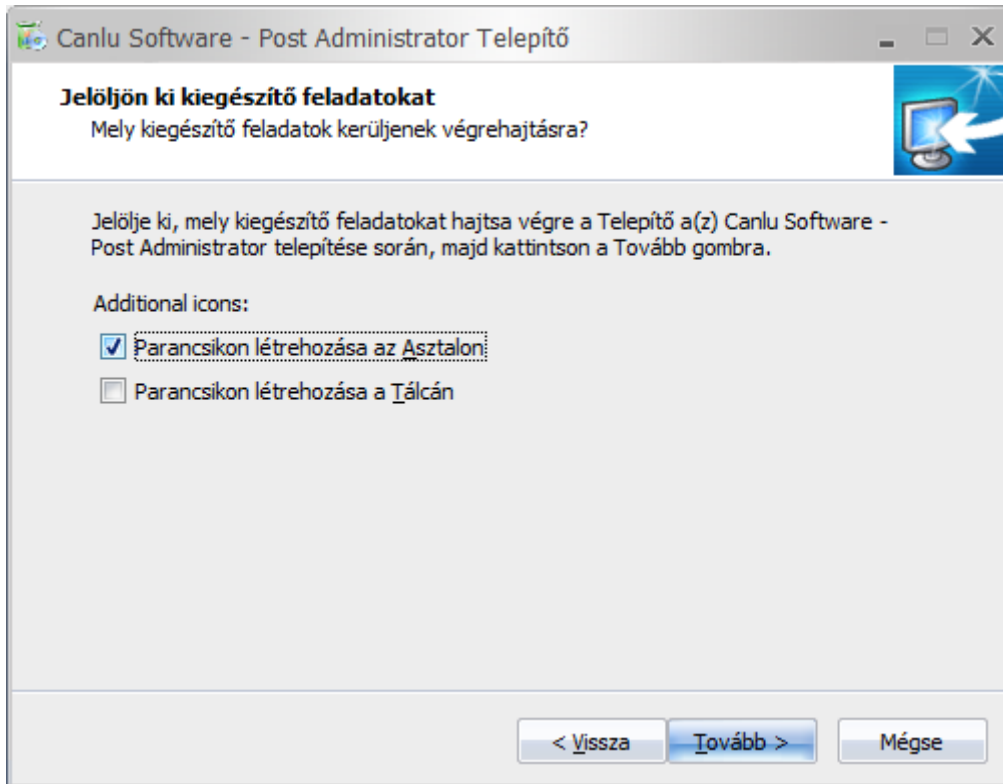 Canlu Software - Post Administrator Telepítő
Jelöljön ki kiegészítő feladatokat
Mely kiegészítő feladatok kerüljenek végrehajtásra?
Jelölje ki, mely kiegészítő feladatokat hajtsa végre a Telepítő a(z) Canlu Software -
Post Administrator telepítése során, majd kattintson a Tovább gombra.
Additional icons:
Parancsikon létrehozása az Asztalon
Parancsikon létrehozása a Tálcán
< Vissza
Tovább >
Mégse